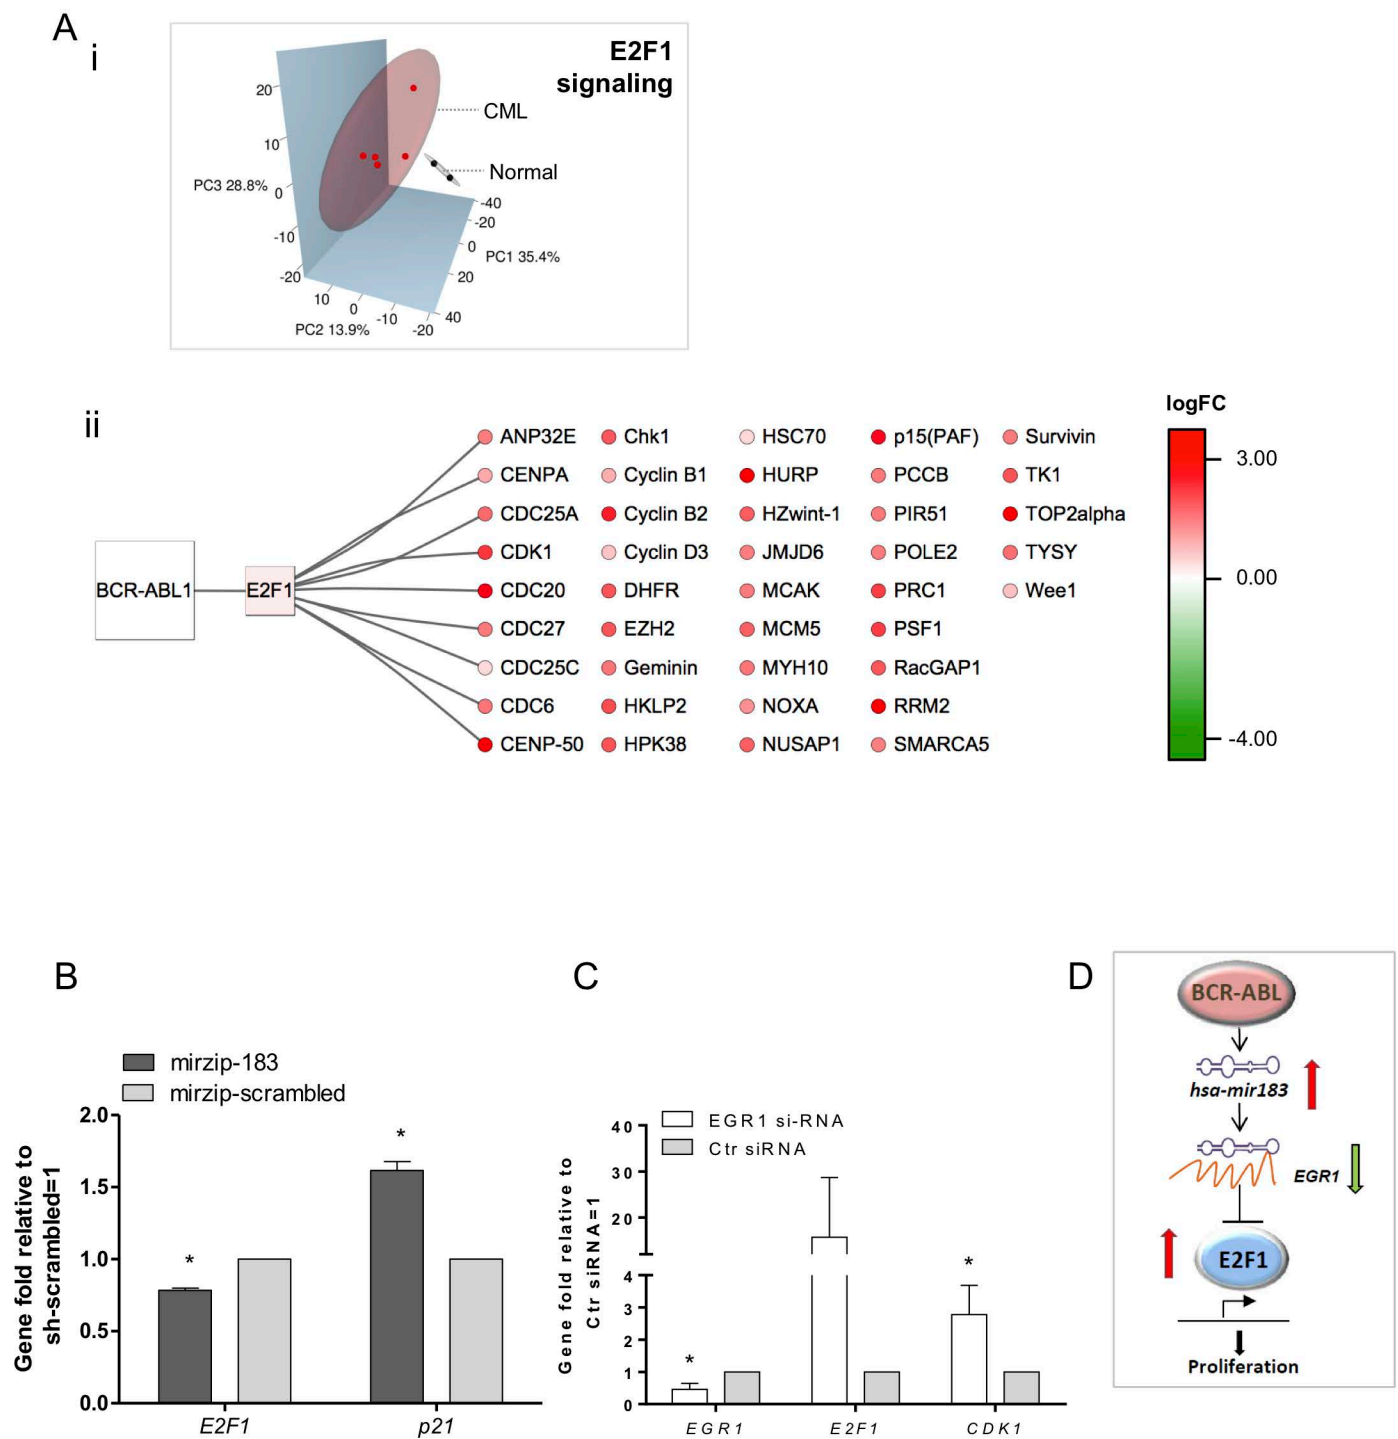 A
i
E2F1
signaling
CML
Normal
20
10
0
-10
-20
PC3 28.8%
-40
-20
0
20
40
PC1 35.4%
10
0
-10
-20
PC2 13.9%
ii
BCR-ABL1
E2F1
ANP32E
CENPA
CDC25A
CDK1
CDC20
CDC27
CDC25C
CDC6
CENP-50
Chk1
Cyclin B1
Cyclin B2
Cyclin D3
DHFR
EZH2
Geminin
HKLP2
HPK38
HSC70
HURP
HZwint-1
JMJD6
MCAK
MCM5
MYH10
NOXA
NUSAP1
p15(PAF)
PCCB
PIR51
POLE2
PRC1
PSF1
RacGAP1
RRM2
SMARCA5
Survivin
TK1
TOP2alpha
TYSY
Wee1
logFC
3.00
0.00
-4.00
B
mirzip-183
mirzip-scrambled
Gene fold relative to
sh-scrambled=1
2.0
1.5
1.0
0.5
0.0
*
*
E2F1
p21
C
EGR1 si-RNA
Ctr siRNA
Gene fold relative to
Ctr siRNA=1
40
30
20
4
3
2
1
0
*
*
EGR1
E2F1
CDK1
D
BCR-ABL
hsa-mir183
EGR1
E2F1
Proliferation